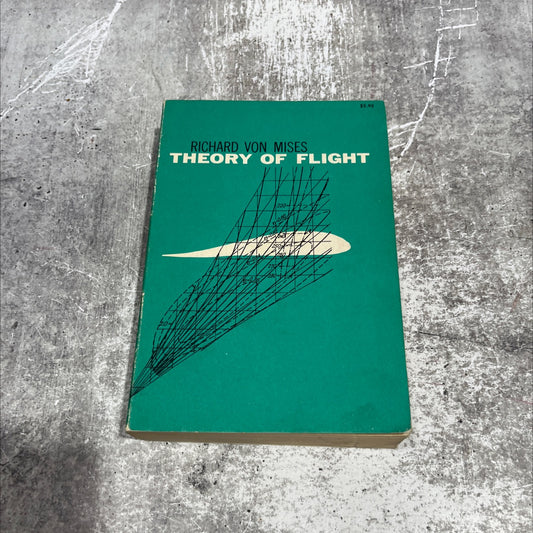 RICHARD VON MISES
THEORY OF FLIGHT